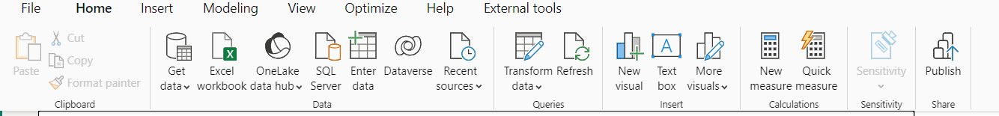 File Home Insert Modeling View Optimize Help External tools
Paste
Cut
Copy
Format painter
Clipboard
Get
data
Excel
workbook
OneLake
data hub
SQL
Server
Enter
data
Dataverse
Recent
sources
Data
Transform
data
Refresh
Queries
New
visual
A
Text
box
More
visuals
Insert
New
measure
Quick
measure
Calculations
Sensitivity
Sensitivity
Publish
Share